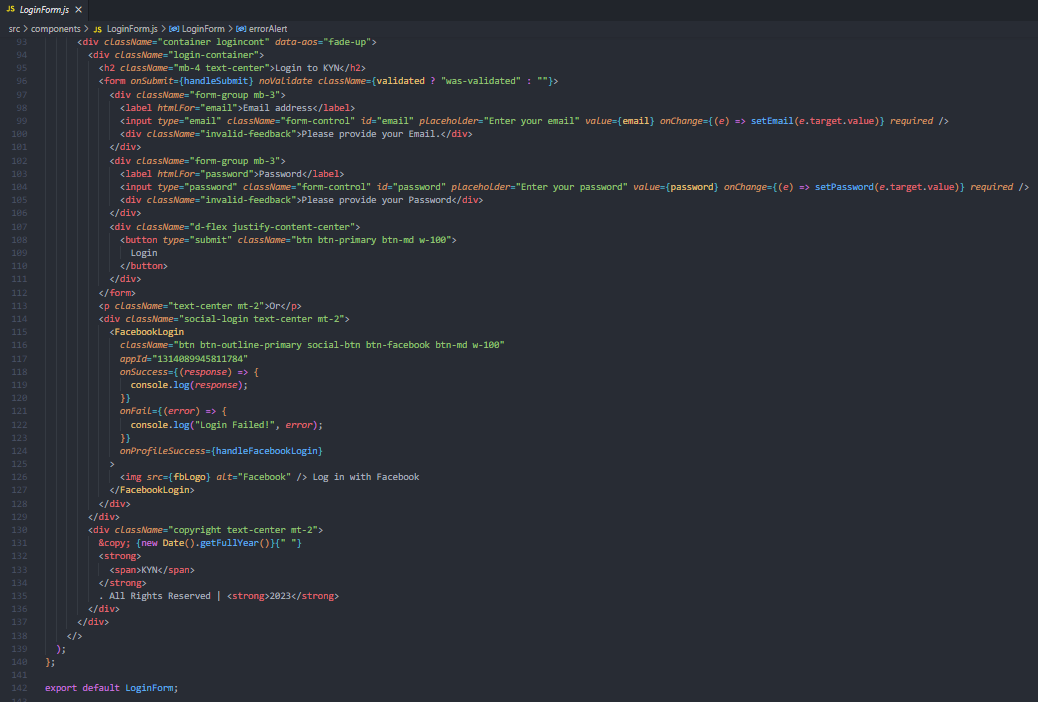 JS LoginForm.js ×
src > components > JS LoginForm.js > LoginForm > errorAlert
93 <div className="container logincont" data-aos="fade-up">
94 <div className="login-container">
95 <h2 className="mb-4 text-center">Login to KYN</h2>
96 <form onSubmit={handleSubmit} noValidate className={validated ? "was-validated" : ""}>
97 <div className="form-group mb-3">
98 <label htmlFor="email">Email address</label>
99 <input type="email" className="form-control" id="email" placeholder="Enter your email" value={email} onChange={(e) => setEmail(e.target.value)} required />
100 <div className="invalid-feedback">Please provide your Email.</div>
101 </div>
102 <div className="form-group mb-3">
103 <label htmlFor="password">Password</label>
104 <input type="password" className="form-control" id="password" placeholder="Enter your password" value={password} onChange={(e) => setPassword(e.target.value)} required />
105 <div className="invalid-feedback">Please provide your Password</div>
106 </div>
107 <div className="d-flex justify-content-center">
108 <button type="submit" className="btn btn-primary btn-md w-100">
109 Login
110 </button>
111 </div>
112 </form>
113 <p className="text-center mt-2">Or</p>
114 <div className="social-login text-center mt-2">
115 <FacebookLogin
116 className="btn btn-outline-primary social-btn btn-facebook btn-md w-100"
117 appId="1314089945811784"
118 onSuccess={(response) => {
119 console.log(response);
120 }}
121 onFail={(error) => {
122 console.log("Login Failed!", error);
123 }}
124 onProfileSuccess={handleFacebookLogin}
125 >
126 <img src={fbLogo} alt="Facebook" /> Log in with Facebook
127 </FacebookLogin>
128 </div>
129 </div>
130 <div className="copyright text-center mt-2">
131 &copy; {new Date().getFullYear()}{" "}
132 <strong>
133 <span>KYN</span>
134 </strong>
135 . All Rights Reserved | <strong>2023</strong>
136 </div>
137 </div>
138 </>
139 );
140 };
141
142 export default LoginForm;
143